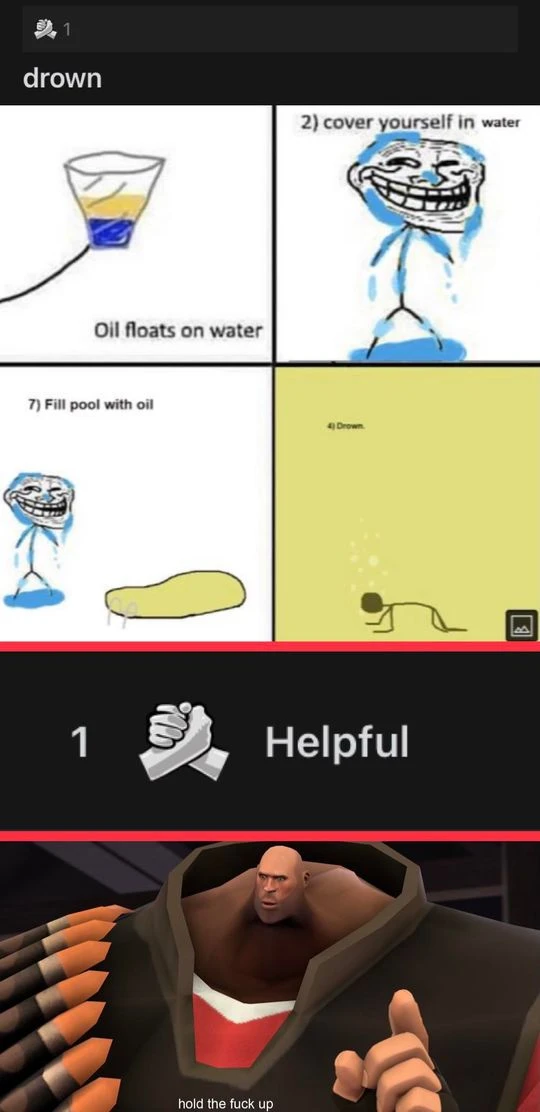 1
drown
Oil floats on water
2) cover yourself in water
7) Fill pool with oil
4) Drown.
1 Helpful
hold the fuck up